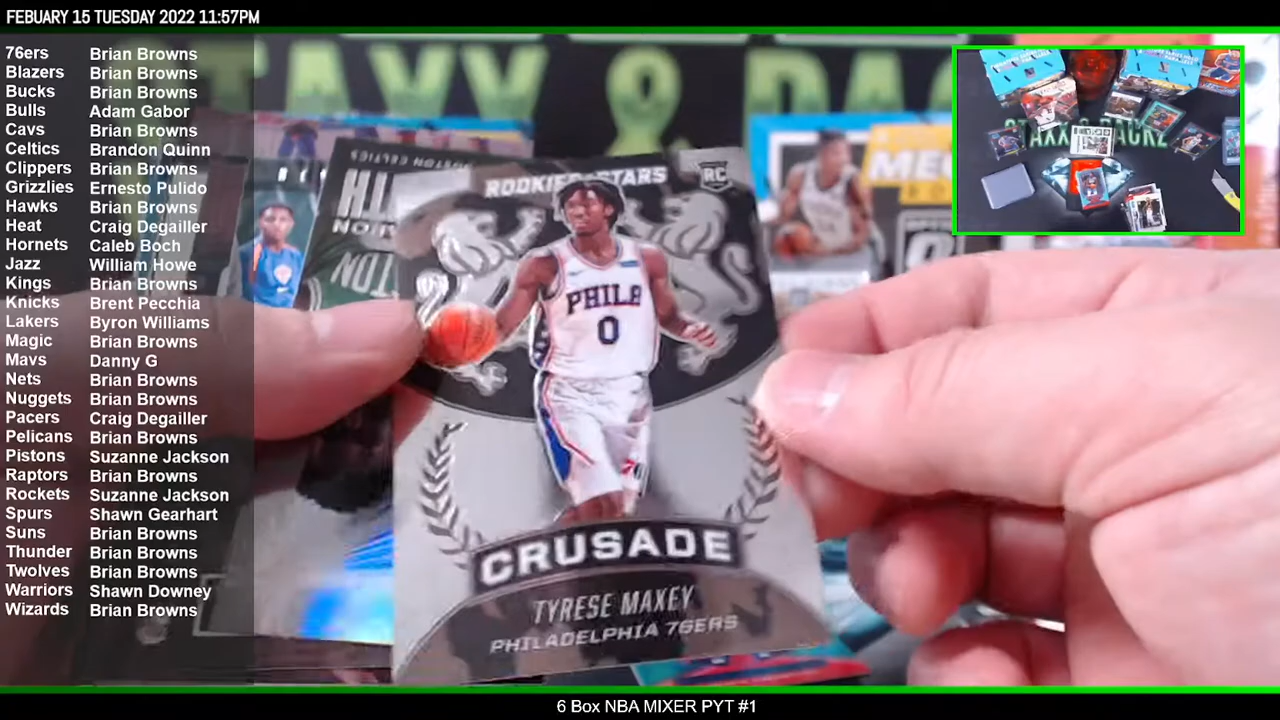 FEBUARY 15 TUESDAY 2022 11:57PM
76ers Brian Browns
Blazers Brian Browns
Bucks Brian Browns
Bulls Adam Gabor
Cavs Brian Browns
Celtics Brandon Quinn
Clippers Brian Browns
Grizzlies Ernesto Pulido
Hawks Brian Browns
Heat Craig Degailler
Hornets Caleb Boch
Jazz William Howe
Kings Brian Browns
Knicks Brent Pecchia
Lakers Byron Williams
Magic Brian Browns
Mavs Danny G
Nets Brian Browns
Nuggets Brian Browns
Pacers Craig Degailler
Pelicans Brian Browns
Pistons Suzanne Jackson
Raptors Brian Browns
Rockets Suzanne Jackson
Spurs Shawn Gearhart
Suns Brian Browns
Thunder Brian Browns
Twolves Brian Browns
Warriors Shawn Downey
Wizards Brian Browns
ROOKIES & STARS
RC
PHILA
0
CRUSADE
TYRESE MAXEY
PHILADELPHIA 76ERS
BOSTON CELTICS
6 Box NBA MIXER PYT #1